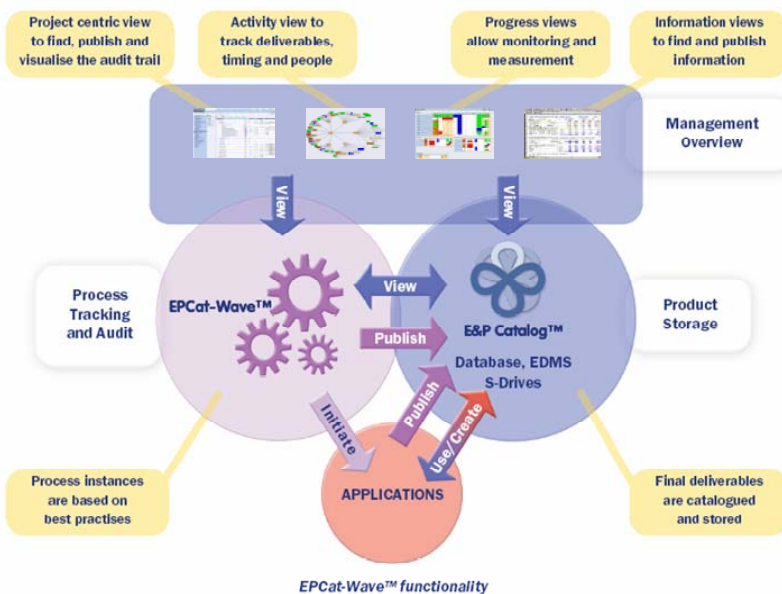 Project centric view
to find, publish and
visualise the audit trail
Activity view to
track deliverables,
timing and people
Progress views
allow monitoring and
measurement
Information views
to find and publish
information
Management
Overview
View
View
Process
Tracking
and Audit
EPCat-Wave™
View
Publish
E&P Catalog™
Database, EDMS
S-Drives
Product
Storage
Initiate
Publish
Use/Create
APPLICATIONS
Process instances
are based on
best practises
Final deliverables
are catalogued
and stored
EPCat-Wave™ functionality